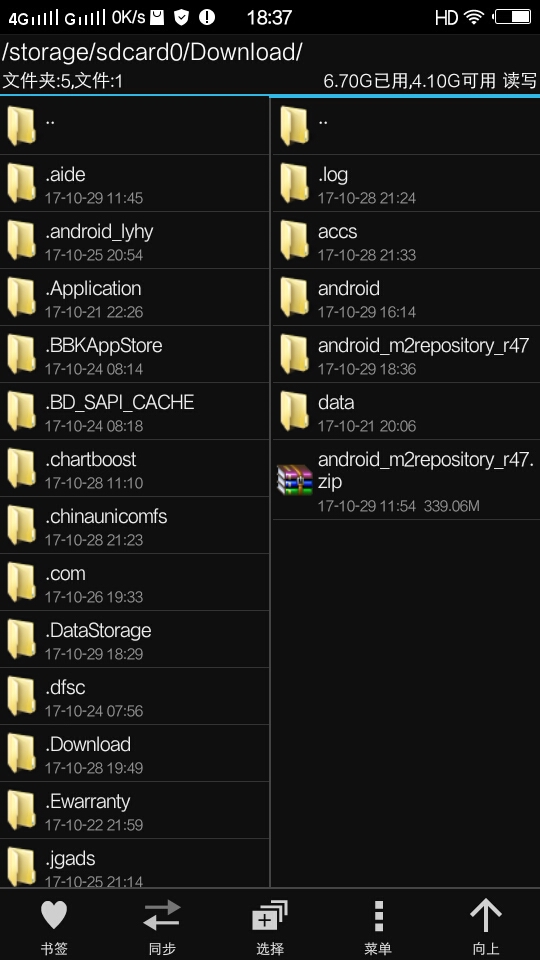 4G G 0K/s 18:37 HD
/storage/sdcard0/Download/
文件夹:5,文件:1 6.70G已用,4.10G可用 读写
..
.aide
17-10-29 11:45
.android_lyhy
17-10-25 20:54
.Application
17-10-21 22:26
.BBKAppStore
17-10-24 08:14
.BD_SAPI_CACHE
17-10-24 08:18
.chartboost
17-10-28 11:10
.chinaunicomfs
17-10-28 21:23
.com
17-10-26 19:33
.DataStorage
17-10-29 18:29
.dfsc
17-10-24 07:56
.Download
17-10-28 19:49
.Ewarranty
17-10-22 21:59
.jgads
17-10-25 21:14
..
.log
17-10-28 21:24
accs
17-10-28 21:33
android
17-10-29 16:14
android_m2repository_r47
17-10-29 18:36
data
17-10-21 20:06
android_m2repository_r47.
zip
17-10-29 11:54 339.06M
书签 同步 选择 菜单 向上